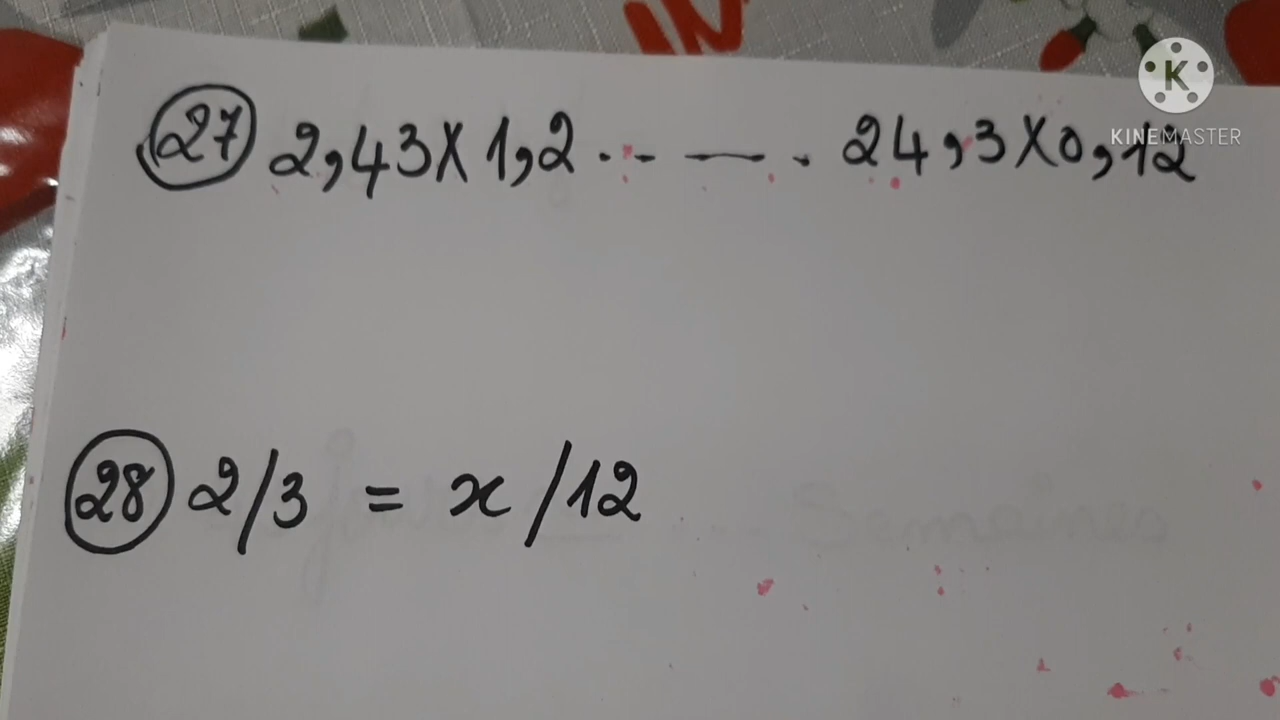 K
KINEMASTER
27 2,43 X 1,2 ..- — . 24,3 X 0,12
28 2/3 = x/12